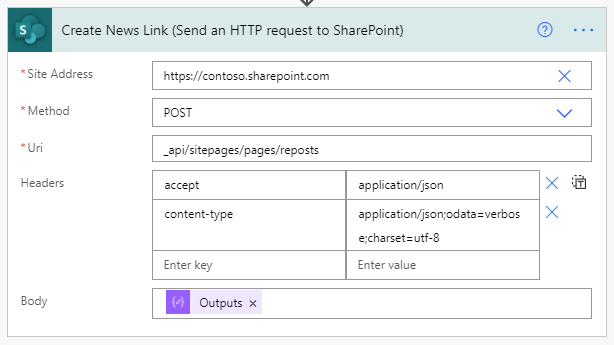 Create News Link (Send an HTTP request to SharePoint)
* Site Address
https://contoso.sharepoint.com
* Method
POST
* Uri
_api/sitepages/pages/reposts
Headers
accept
application/json
content-type
application/json;odata=verbos
e;charset=utf-8
Enter key
Enter value
Body
Outputs